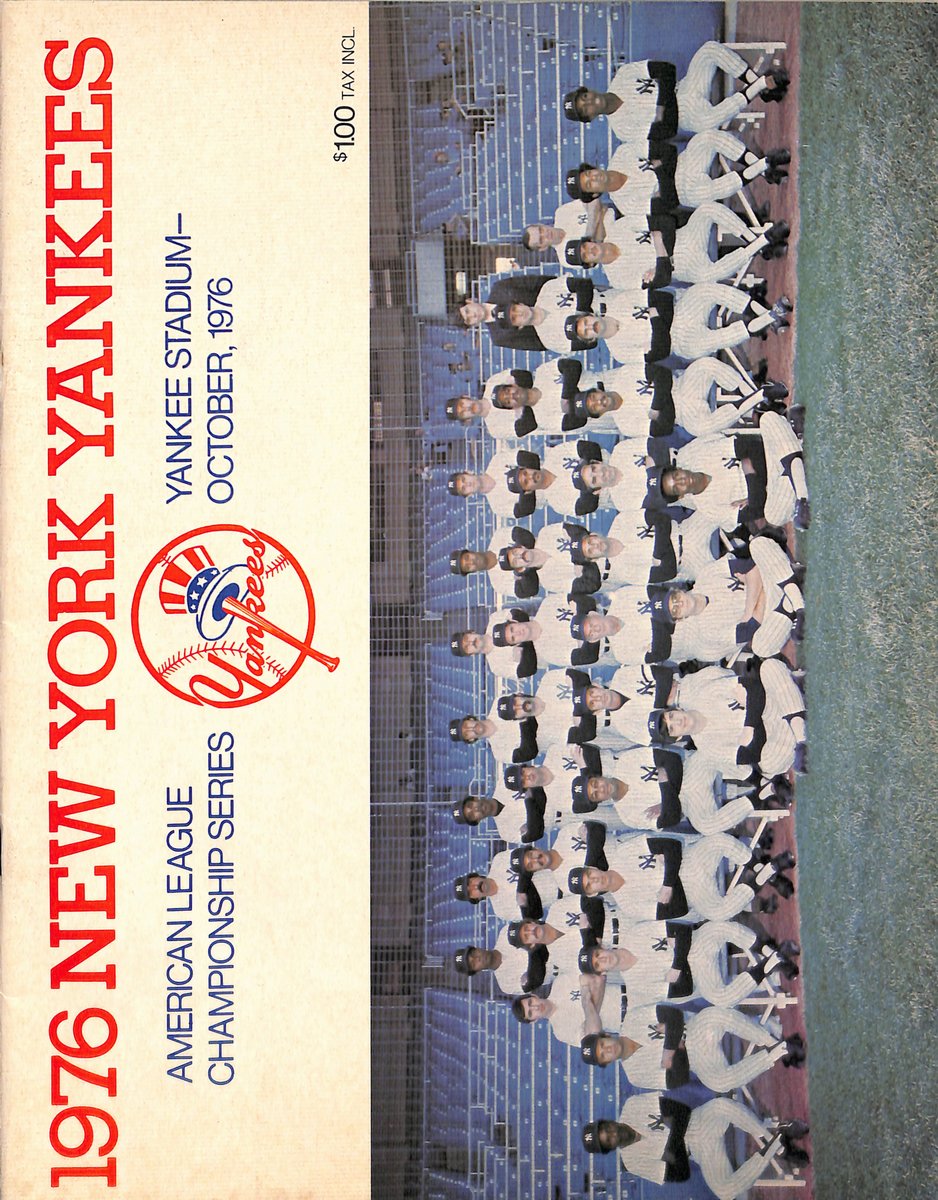 1976 NEW YORK YANKEES
AMERICAN LEAGUE
CHAMPIONSHIP SERIES
Yankees
YANKEE STADIUM–
OCTOBER, 1976
$1.00 TAX INCL.